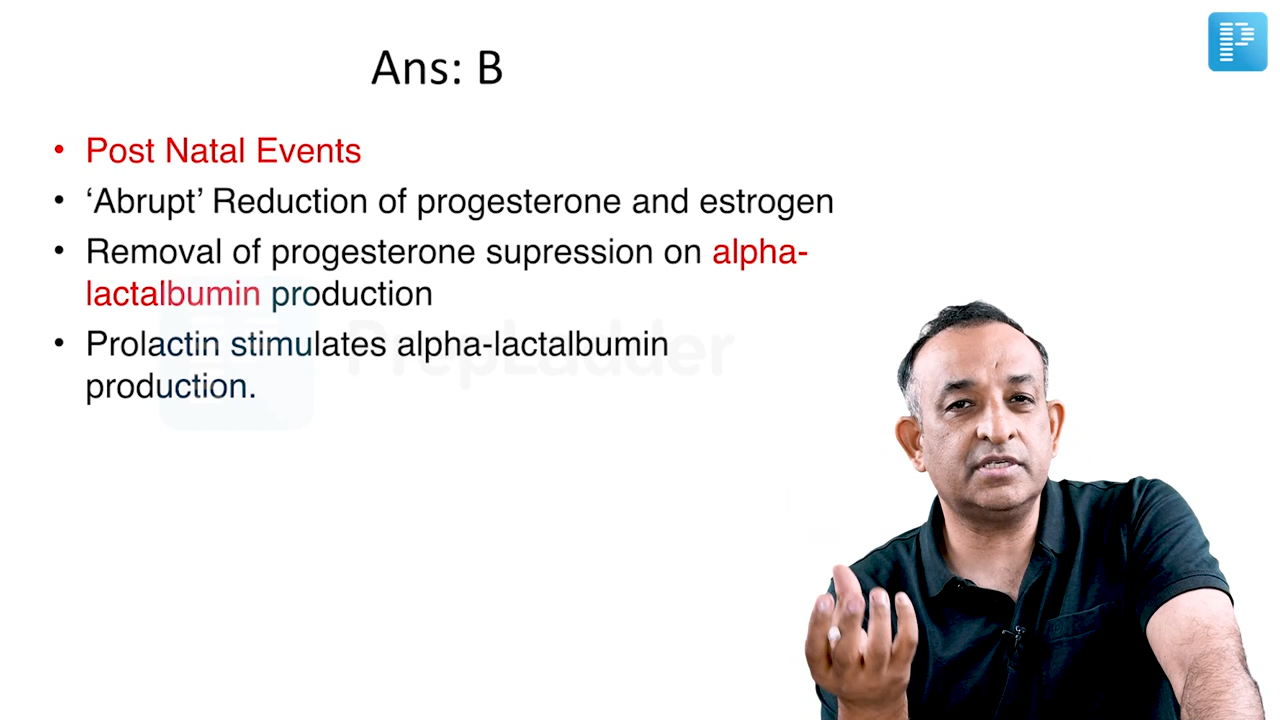 Ans: B
• Post Natal Events
• ‘Abrupt’ Reduction of progesterone and estrogen
• Removal of progesterone supression on alpha-
lactalbumin production
• Prolactin stimulates alpha-lactalbumin
production.
PrepLadder